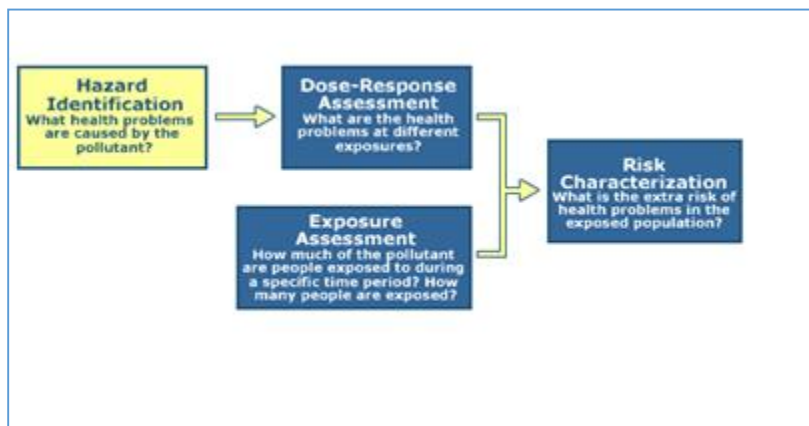 Hazard
Identification
What health problems
are caused by the
pollutant?
Dose-Response
Assessment
What are the health
problems at different
exposures?
Exposure
Assessment
How much of the pollutant
are people exposed to during
a specific time period? How
many people are exposed?
Risk
Characterization
What is the extra risk of
health problems in the
exposed population?